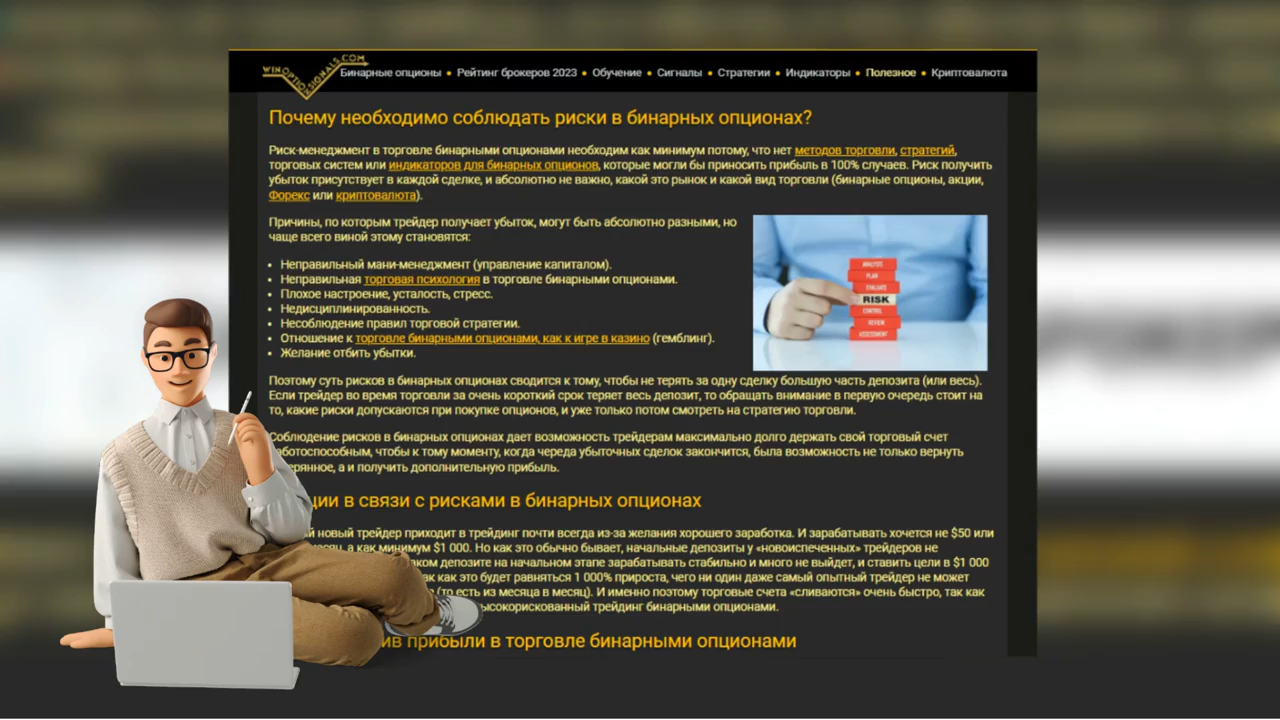 WINOPTIONSIGNALS.COM
Бинарные опционы • Рейтинг брокеров 2023 • Обучение • Сигналы • Стратегии • Индикаторы • Полезное • Криптовалюта
Почему необходимо соблюдать риски в бинарных опционах?
Риск-менеджмент в торговле бинарными опционами необходим как минимум потому, что нет методов торговли, стратегий,
торговых систем или индикаторов для бинарных опционов, которые могли бы приносить прибыль в 100% случаев. Риск получить
убыток присутствует в каждой сделке, и абсолютно не важно, какой это рынок и какой вид торговли (бинарные опционы, акции,
Форекс или криптовалюта).
Причины, по которым трейдер получает убыток, могут быть абсолютно разными, но
чаще всего виной этому становятся:
• Неправильный мани-менеджмент (управление капиталом).
• Неправильная торговая психология в торговле бинарными опционами.
• Плохое настроение, усталость, стресс.
• Недисциплинированность.
• Несоблюдение правил торговой стратегии.
• Отношение к торговле бинарными опционами, как к игре в казино (гемблинг).
• Желание отбить убытки.
ANALYSIS
PLAN
EVALUATE
RISK
CONTROL
REVIEW
ASSESSMENT
Поэтому суть рисков в бинарных опционах сводится к тому, чтобы не терять за одну сделку большую часть депозита (или весь).
Если трейдер во время торговли за очень короткий срок теряет весь депозит, то обращать внимание в первую очередь стоит на
то, какие риски допускаются при покупке опционов, и уже только потом смотреть на стратегию торговли.
Соблюдение рисков в бинарных опционах дает возможность трейдерам максимально долго держать свой торговый счет
аботоспособным, чтобы к тому моменту, когда череда убыточных сделок закончится, была возможность не только вернуть
ерянное, а и получить дополнительную прибыль.
ции в связи с рисками в бинарных опционах
й новый трейдер приходит в трейдинг почти всегда из-за желания хорошего заработка. И зарабатывать хочется не $50 или
месяц, а как минимум $1 000. Но как это обычно бывает, начальные депозиты у «новоиспеченных» трейдеров не
аком депозите на начальном этапе зарабатывать стабильно и много не выйдет, и ставить цели в $1 000
ак как это будет равняться 1 000% прироста, чего ни один даже самый опытный трейдер не может
(то есть из месяца в месяц). И именно поэтому торговые счета «сливаются» очень быстро, так как
ысокорискованный трейдинг бинарными опционами.
ив прибыли в торговле бинарными опционами